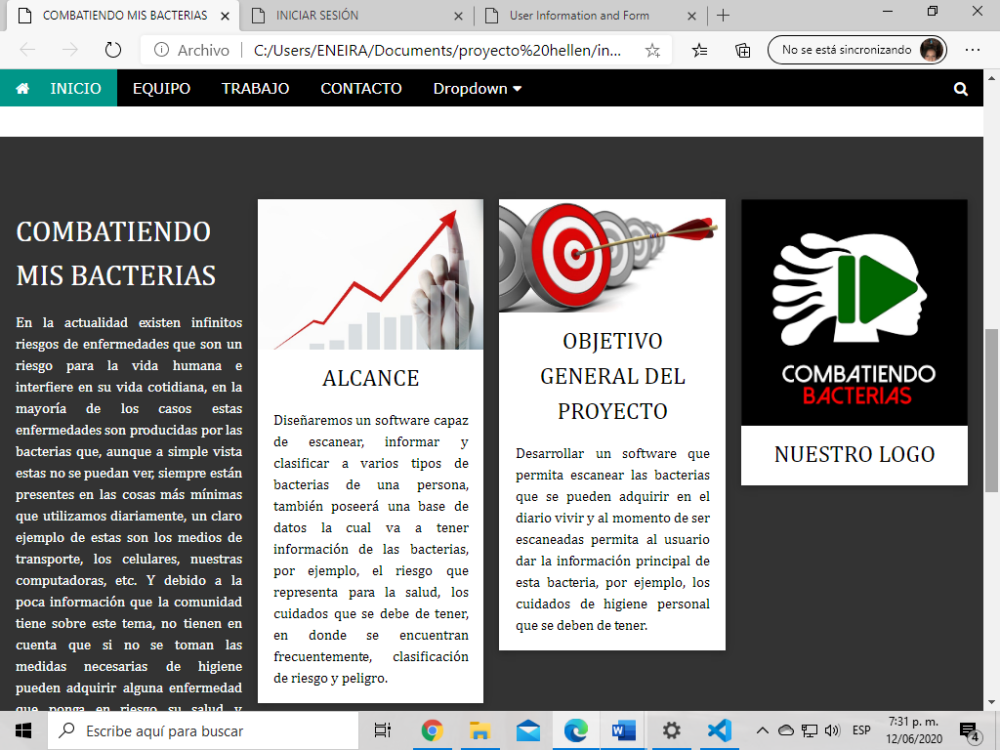 COMBATIENDO MIS BACTERIAS
INICIAR SESIÓN
User Information and Form
Archivo
C:/Users/ENEIRA/Documents/proyecto%20hellen/in...
No se está sincronizando
INICIO
EQUIPO
TRABAJO
CONTACTO
Dropdown
COMBATIENDO
MIS BACTERIAS
En la actualidad existen infinitos
riesgos de enfermedades que son un
riesgo para la vida humana e
interfiere en su vida cotidiana, en la
mayoría de los casos estas
enfermedades son producidas por las
bacterias que, aunque a simple vista
estas no se puedan ver, siempre están
presentes en las cosas más mínimas
que utilizamos diariamente, un claro
ejemplo de estas son los medios de
transporte, los celulares, nuestras
computadoras, etc. Y debido a la
poca información que la comunidad
tiene sobre este tema, no tienen en
cuenta que si no se toman las
medidas necesarias de higiene
pueden adquirir alguna enfermedad
que ponga en riesgo su salud y
ALCANCE
Diseñaremos un software capaz
de escanear, informar y
clasificar a varios tipos de
bacterias de una persona,
también poseerá una base de
datos la cual va a tener
información de las bacterias,
por ejemplo, el riesgo que
representa para la salud, los
cuidados que se debe de tener,
en donde se encuentran
frecuentemente, clasificación
de riesgo y peligro.
OBJETIVO
GENERAL DEL
PROYECTO
Desarrollar un software que
permita escanear las bacterias
que se pueden adquirir en el
diario vivir y al momento de ser
escaneadas permita al usuario
dar la información principal de
esta bacteria, por ejemplo, los
cuidados de higiene personal
que se deben de tener.
COMBATIENDO
BACTERIAS
NUESTRO LOGO
Escribe aquí para buscar
ESP
7:31 p. m.
12/06/2020
4